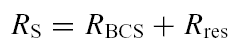 R_S = R_BCS + R_res